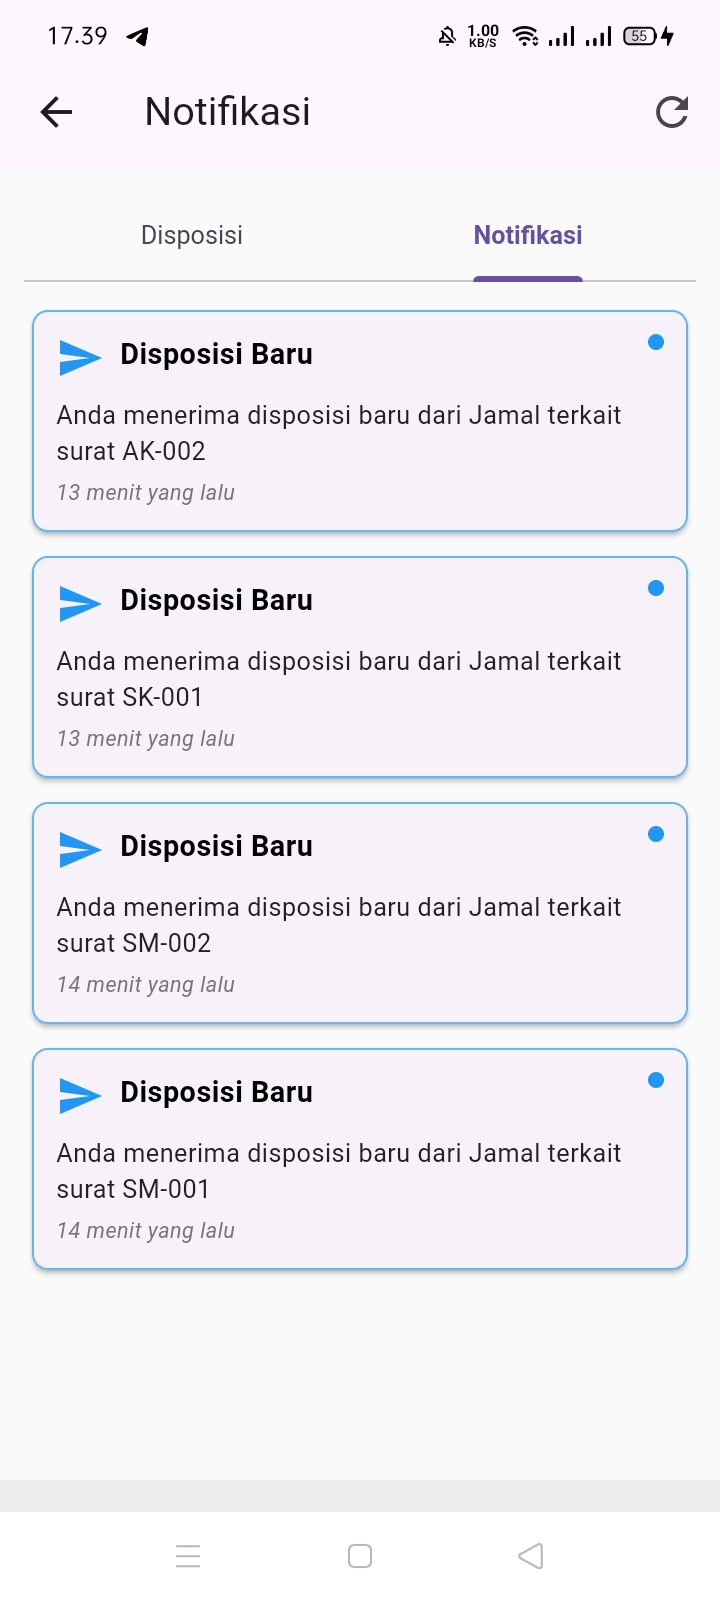 17.39
1.00
KB/S
55
Notifikasi
Disposisi
Notifikasi
Disposisi Baru
Anda menerima disposisi baru dari Jamal terkait
surat AK-002
13 menit yang lalu
Disposisi Baru
Anda menerima disposisi baru dari Jamal terkait
surat SK-001
13 menit yang lalu
Disposisi Baru
Anda menerima disposisi baru dari Jamal terkait
surat SM-002
14 menit yang lalu
Disposisi Baru
Anda menerima disposisi baru dari Jamal terkait
surat SM-001
14 menit yang lalu